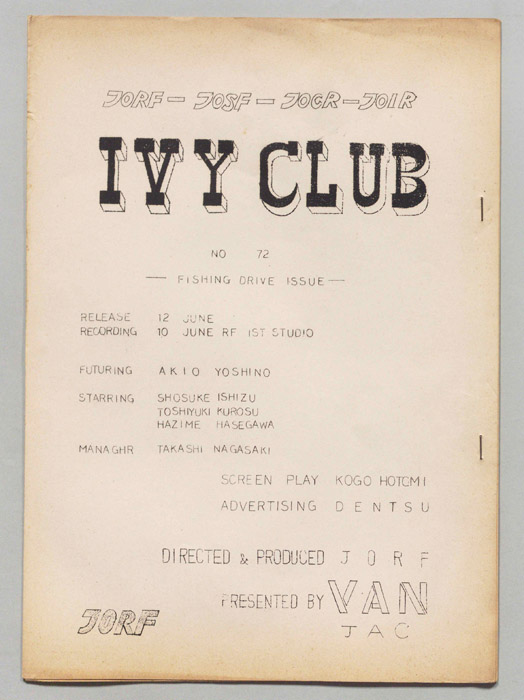 JORF — JOSF — JOCR — JOIR
IVY CLUB
NO 72
— FISHING DRIVE ISSUE —
RELEASE 12 JUNE
RECORDING 10 JUNE RF 1ST STUDIO
FUTURING AKIO YOSHINO
STARRING SHOSUKE ISHIZU
TOSHIYUKI KUROSU
HAZIME HASEGAWA
MANAGHR TAKASHI NAGASAKI
SCREEN PLAY KOGO HOTOMI
ADVERTISING DENTSU
DIRECTED & PRODUCED JORF
PRESENTED BY VAN
JAC
JORF